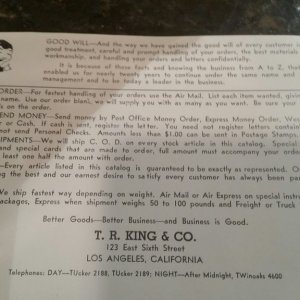 GOOD WILL—And the way we have gained the good will of every customer
good treatment, careful and prompt handling of your orders, the best materials
workmanship, and handling your orders and letters confidentially.
It is because of these facts and knowing the business from A to Z, that
enabled us for nearly twenty years to continue under the same name and
management and to be today a leader in the business.
ORDER—For fastest handling of your orders use the Air Mail. List each item wanted, giving
name. Use our order blank, we will supply you with as many as you want. Be sure your
SEND MONEY—Send money by Post Office Money Order, Express Money Order, Western
or Cash. If cash is sent, register the letter. You need not register letters containing
not send Personal Checks. Amounts less than $1.00 can be sent in Postage Stamps.
SHIPMENTS—We will ship C. O. D. on every stock article in this catalog. Special
and special cards that are made to order, full amount must accompany your order
least one half the amount with order.
—Every article listed in this catalog is guaranteed to be exactly as represented. Our
ing the best and our earnest desire to satisfy every customer has always been
We ship fastest way depending on weight. Air Mail or Air Express on special
packages, Express when shipment weighs 50 to 100 pounds and Freight or Truck
Better Goods—Better Business—and Business is Good.
T. R. KING & CO.
123 East Sixth Street
LOS ANGELES, CALIFORNIA
Telephones: DAY—TUcker 2188, TUcker 2189; NIGHT—After Midnight, TWinoaks 4600